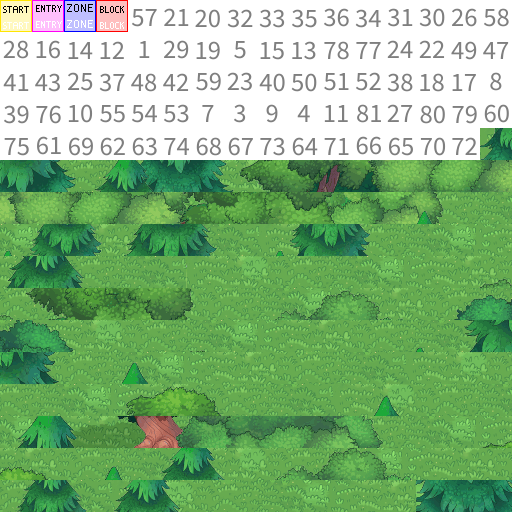 START ENTRY ZONE BLOCK 57 21 20 32 33 35 36 34 31 30 26 58
ENTRY ZONE
28 16 14 12 1 29 19 5 15 13 78 77 24 22 49 47
41 43 25 37 48 42 59 23 40 50 51 52 38 18 17 8
39 76 10 55 54 53 7 3 9 4 11 81 27 80 79 60
75 61 69 62 63 74 68 67 73 64 71 66 65 70 72